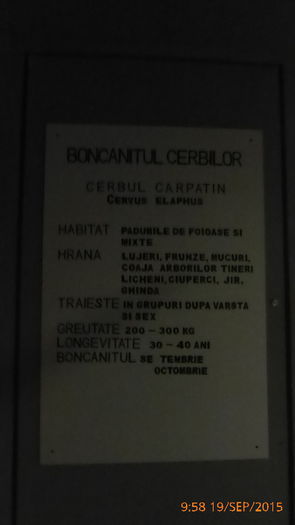 BONCANITUL CERBILOR
CERBUL CARPATIN
CERVUS ELAPHUS
HABITAT PADURILE DE FOIOASE SI
MIXTE
HRANA LUJERI, FRUNZE, MUGURI,
COAJA ARBORILOR TINERI
LICHENI, CIUPERCI, JIR,
GHINDA
TRAIESTE IN GRUPURI DUPA VARSTA
SI SEX
GREUTATE 200 - 300 KG
LONGEVITATE 30 - 40 ANI
BONCANITUL SE TEMBRIE
OCTOMBRIE
9:58 19/SEP/2015